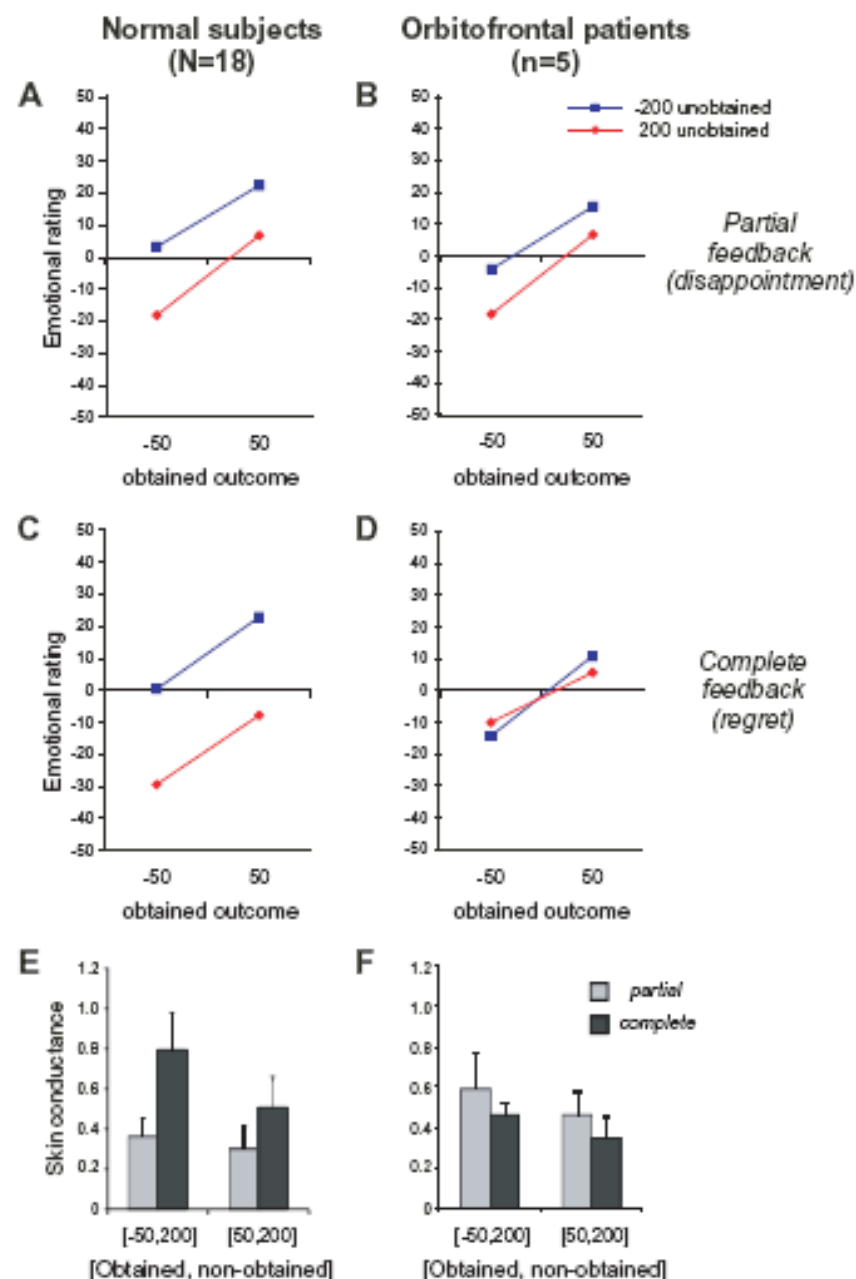 Normal subjects
(N=18)
Orbitofrontal patients
(n=5)
A
50
40
30
20
10
0
-10
-20
-30
-40
-50
Emotional rating
-50 50
obtained outcome
B
50
40
30
20
10
0
-10
-20
-30
-40
-50
-200 unobtained
200 unobtained
-50 50
obtained outcome
Partial
feedback
(disappointment)
C
50
40
30
20
10
0
-10
-20
-30
-40
-50
Emotional rating
-50 50
obtained outcome
D
50
40
30
20
10
0
-10
-20
-30
-40
-50
-50 50
obtained outcome
Complete
feedback
(regret)
E
1.2
1.0
0.8
0.6
0.4
0.2
0
Skin conductance
[-50,200] [50,200]
[Obtained, non-obtained]
F
1.2
1.0
0.8
0.6
0.4
0.2
0
partial
complete
[-50,200] [50,200]
[Obtained, non-obtained]